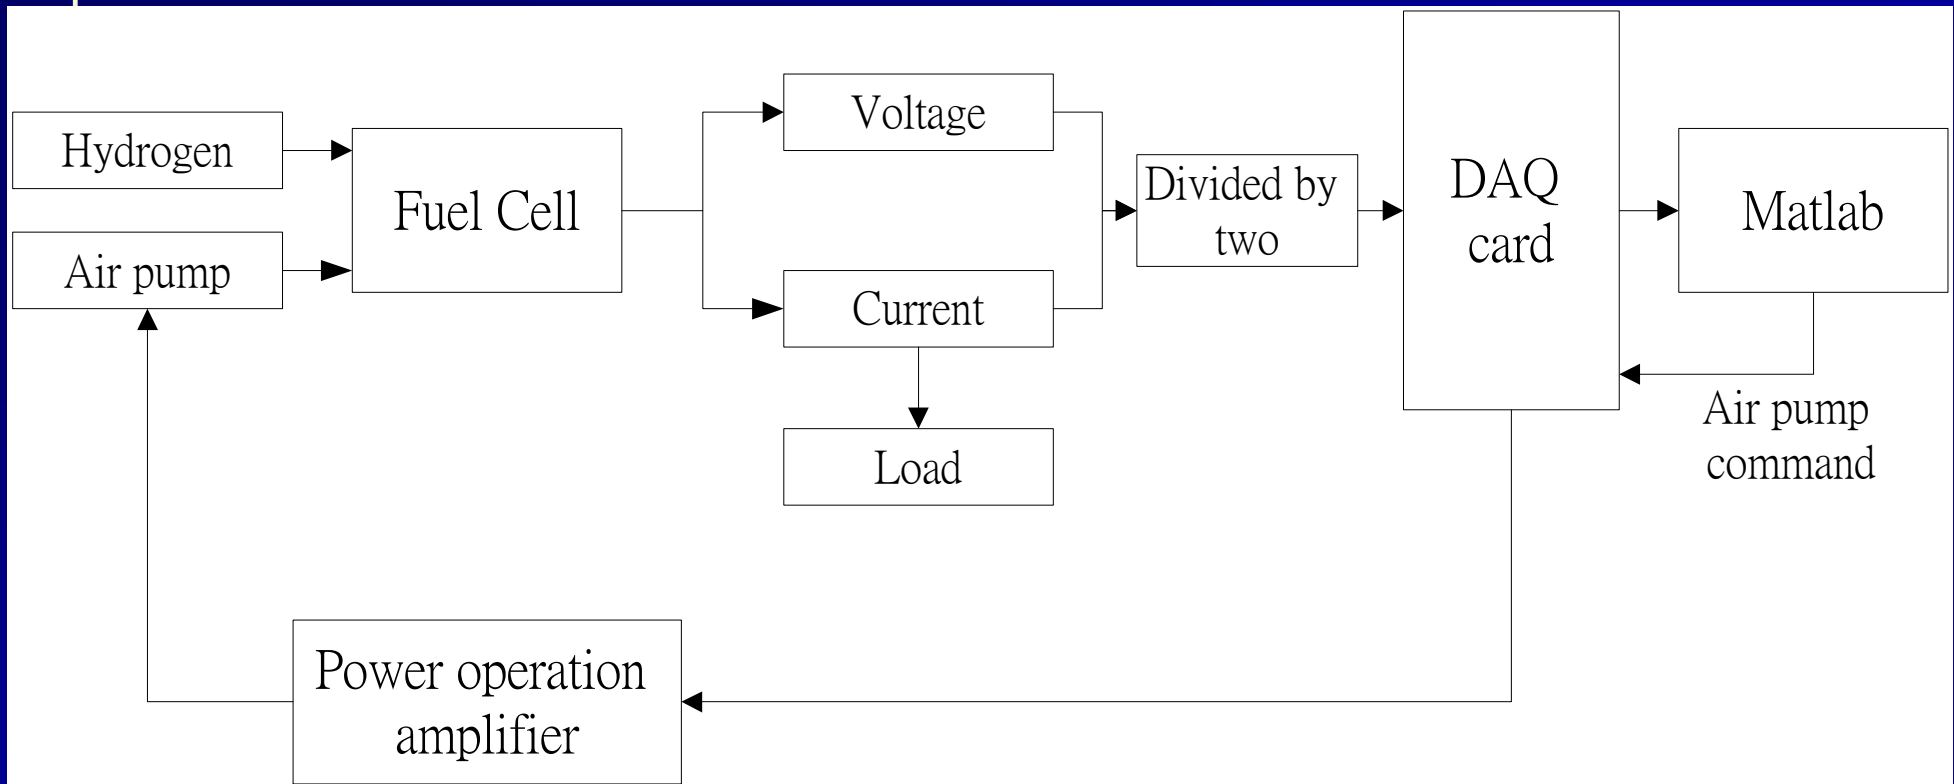 Hydrogen
Air pump
Fuel Cell
Voltage
Current
Load
Divided by
two
DAQ
card
Matlab
Air pump
command
Power operation
amplifier